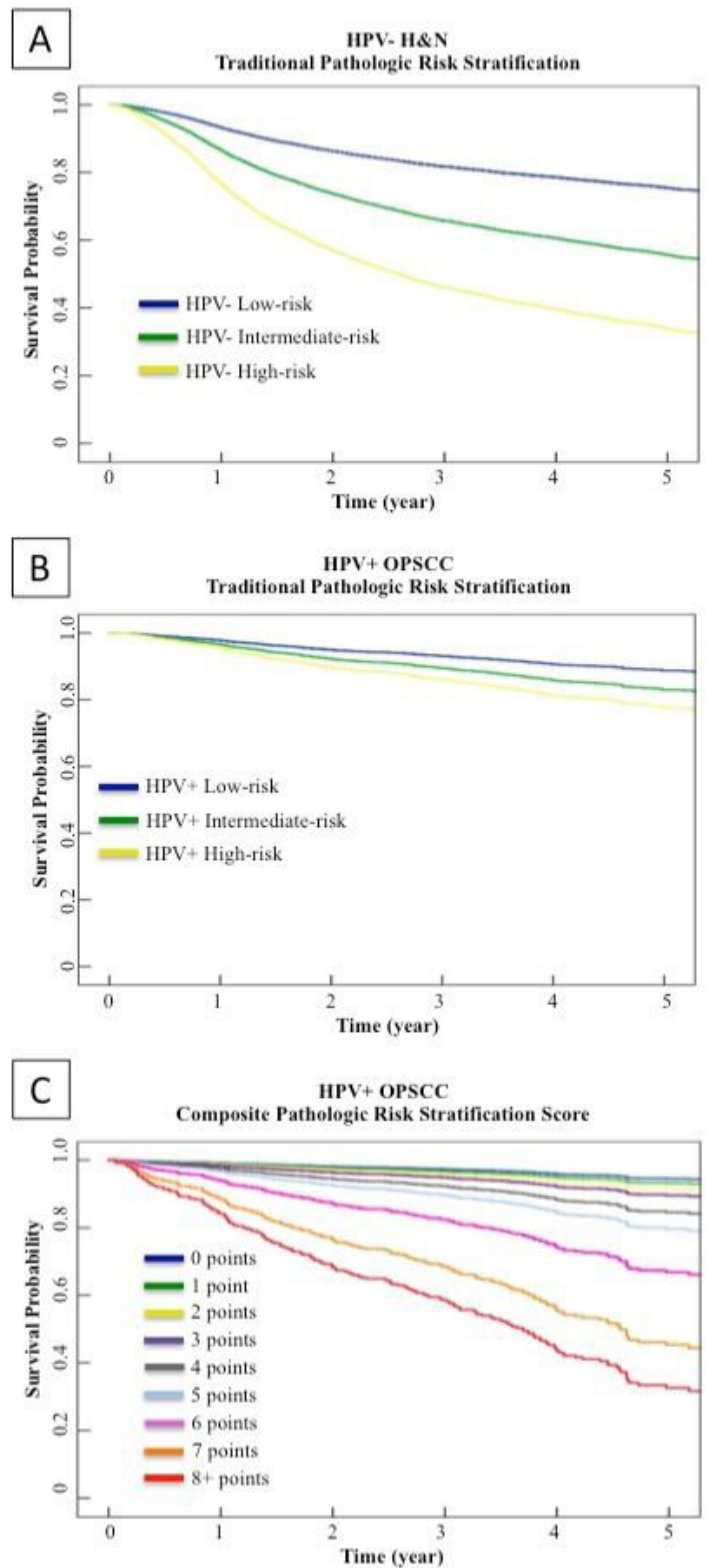 A
HPV- H&N
Traditional Pathologic Risk Stratification
Survival Probability
1.0
0.8
0.6
0.4
0.2
0
HPV- Low-risk
HPV- Intermediate-risk
HPV- High-risk
0 1 2 3 4 5
Time (year)
B
HPV+ OPSCC
Traditional Pathologic Risk Stratification
Survival Probability
1.0
0.8
0.6
0.4
0.2
0
HPV+ Low-risk
HPV+ Intermediate-risk
HPV+ High-risk
0 1 2 3 4 5
Time (year)
C
HPV+ OPSCC
Composite Pathologic Risk Stratification Score
Survival Probability
1.0
0.8
0.6
0.4
0.2
0
0 points
1 point
2 points
3 points
4 points
5 points
6 points
7 points
8+ points
0 1 2 3 4 5
Time (year)